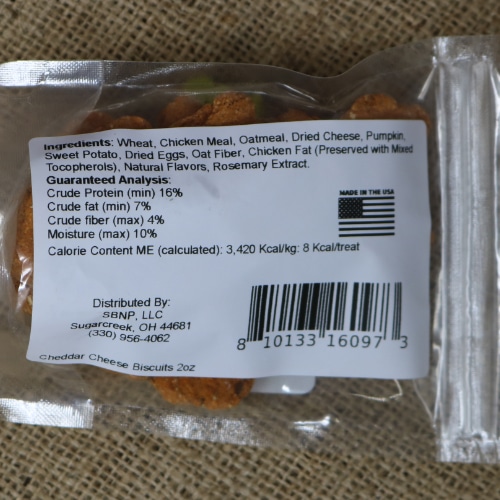 Ingredients: Wheat, Chicken Meal, Oatmeal, Dried Cheese, Pumpkin,
Sweet Potato, Dried Eggs, Oat Fiber, Chicken Fat (Preserved with Mixed
Tocopherols), Natural Flavors, Rosemary Extract.
Guaranteed Analysis:
Crude Protein (min) 16%
Crude fat (min) 7%
Crude fiber (max) 4%
Moisture (max) 10%
MADE IN THE USA
Calorie Content ME (calculated): 3,420 Kcal/kg: 8 Kcal/treat
Distributed By:
SBNP, LLC
Sugarcreek, OH 44681
(330) 956-4062
8 10133 16097 3
Cheddar Cheese Biscuits 2oz